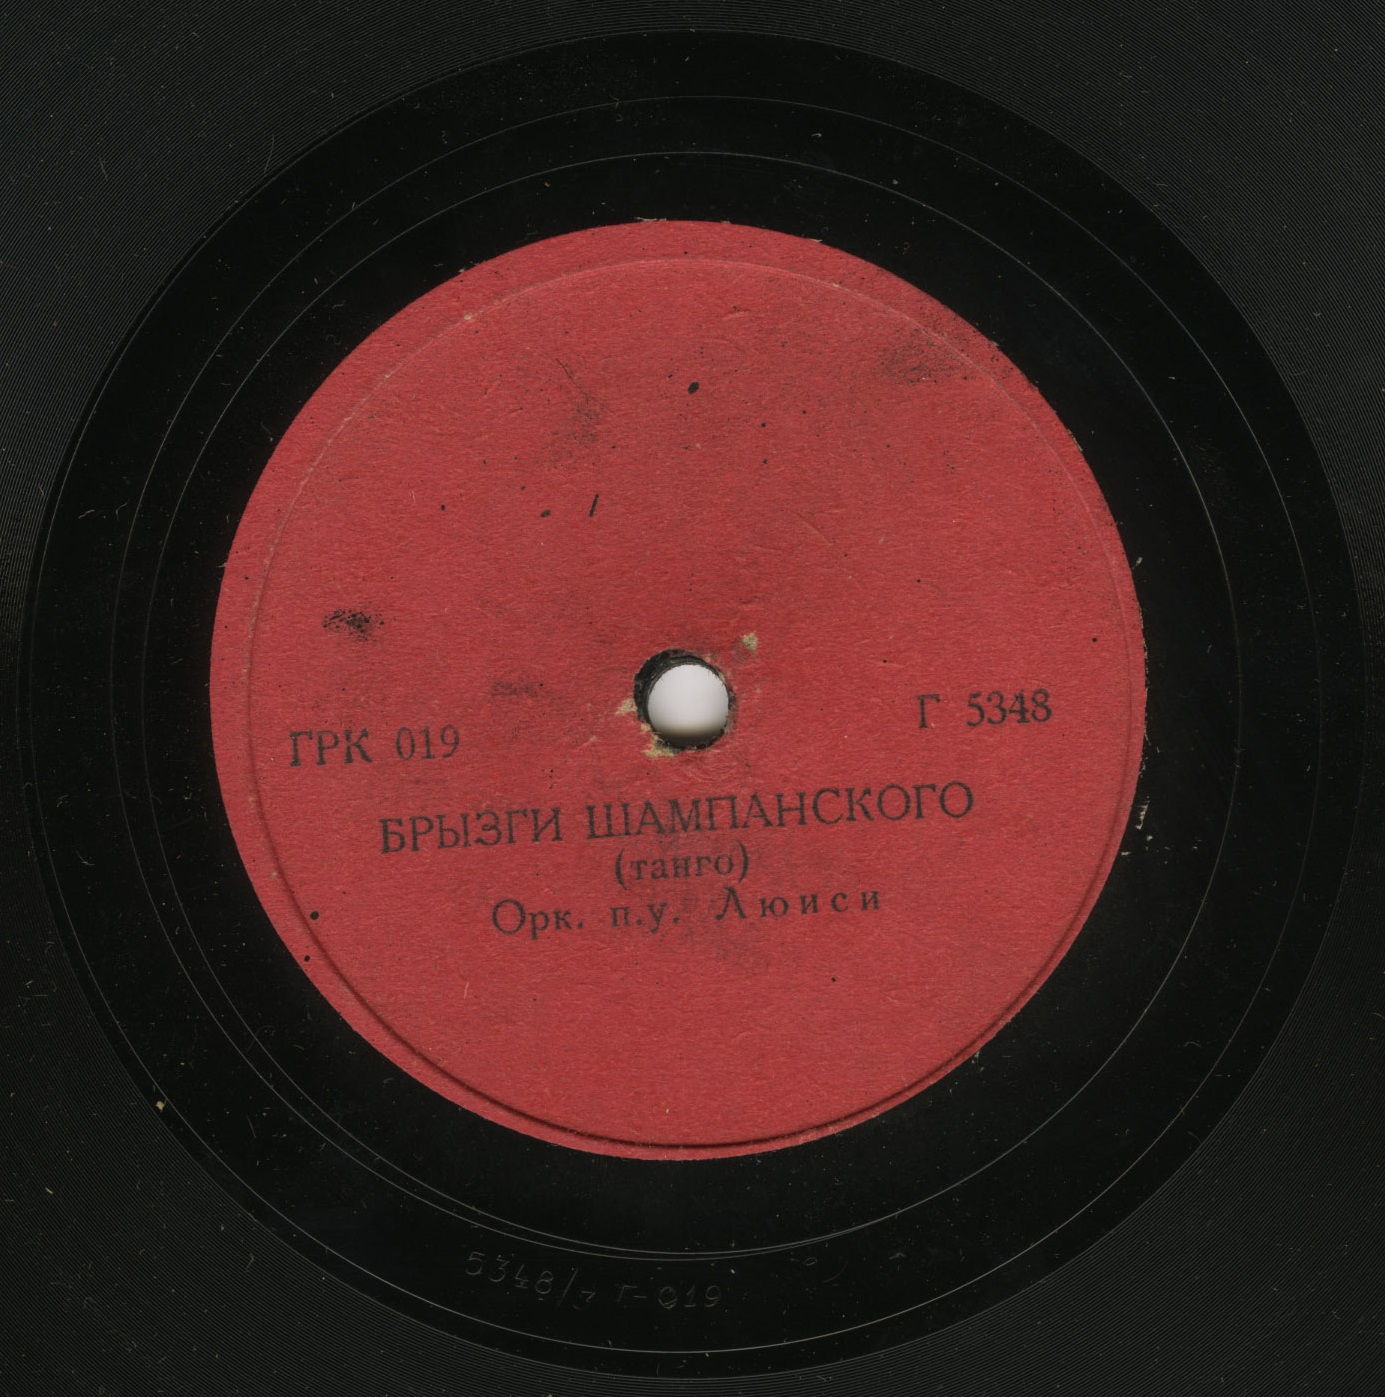 ГРК 019
Г 5348
БРЫЗГИ ШАМПАНСКОГО
(танго)
Орк. п.у. Люиси
5348/3 Г-019